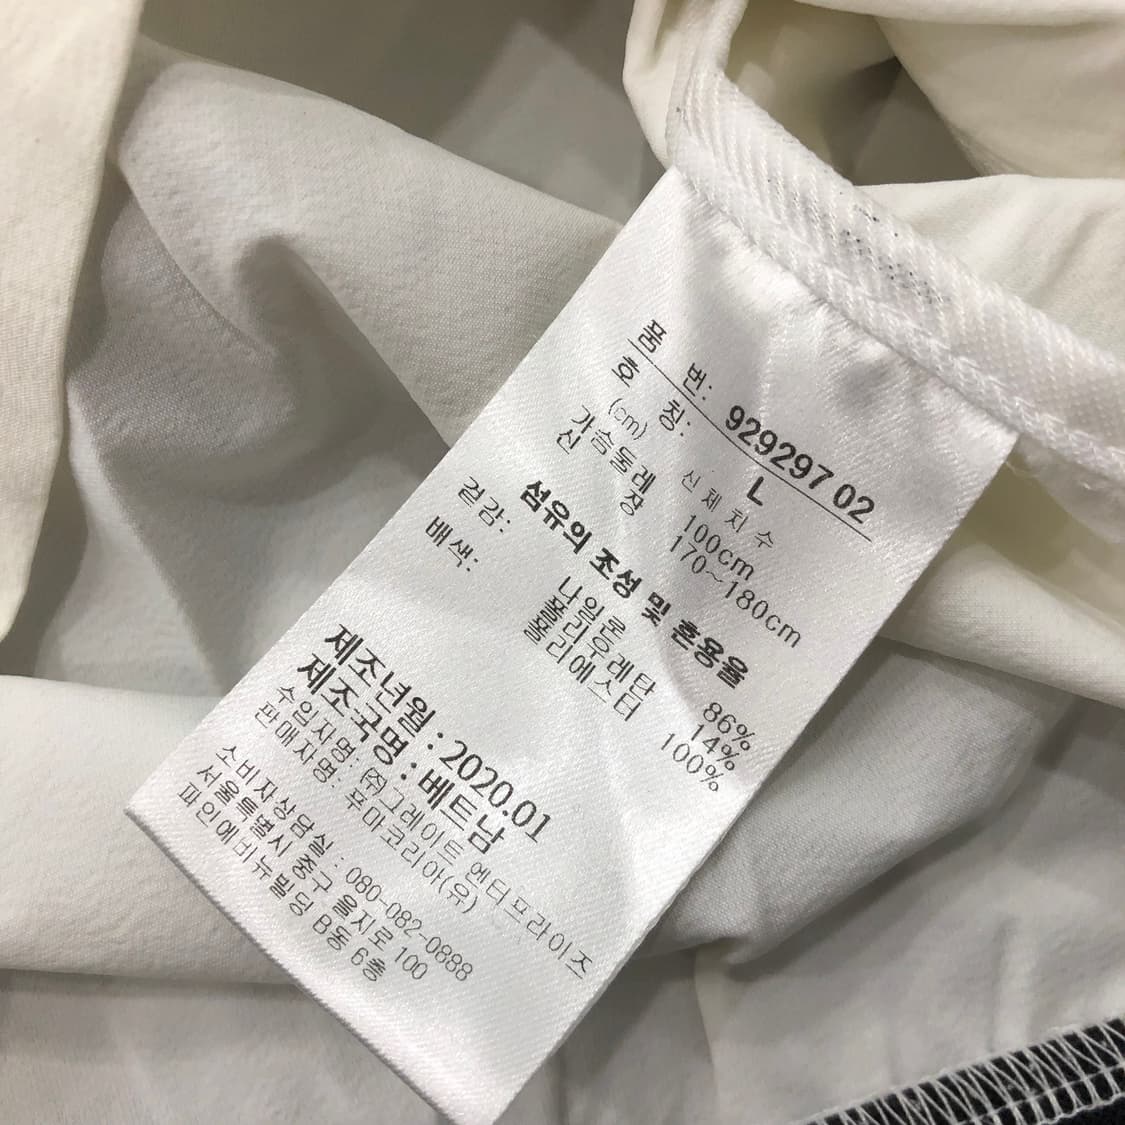 품 번: 929297 02
호 칭: L
(cm) 신 체 치 수
가슴둘레 100cm
신 장 170~180cm
섬유의 조성 및 혼용율
겉감: 나일론 86%
폴리우레탄 14%
배색: 폴리에스터 100%
제조년월 : 2020.01
제조국명 : 베트남
수입자명: ㈜그레이트 엔터프라이즈
판매자명: 푸마코리아(유)
소비자상담실 : 080-082-0888
서울특별시 중구 을지로 100
파인에비뉴빌딩 B동 6층